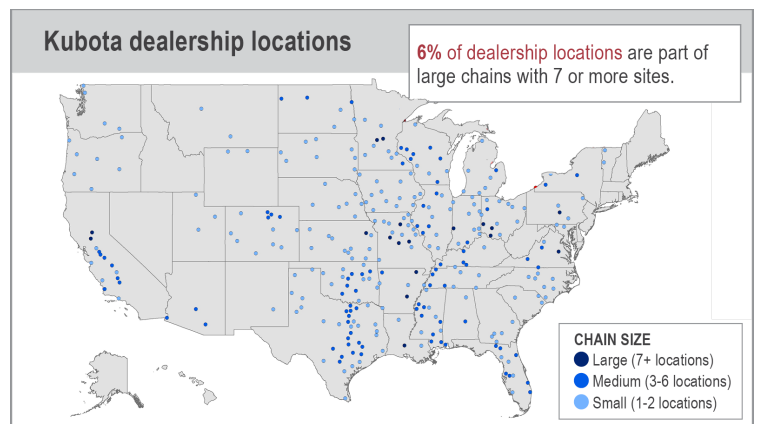 Kubota dealership locations
6% of dealership locations are part of
large chains with 7 or more sites.
CHAIN SIZE
Large (7+ locations)
Medium (3-6 locations)
Small (1-2 locations)